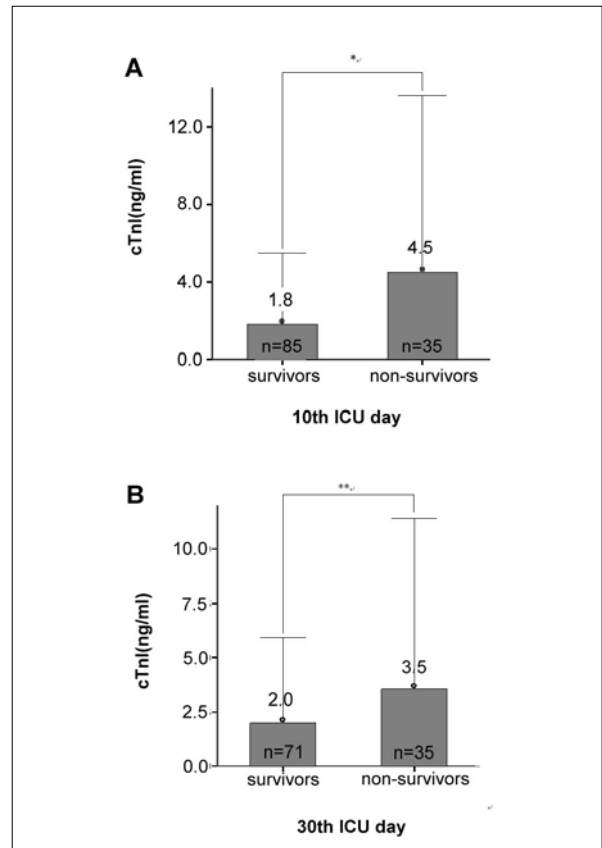 A
*
12.0
8.0
4.0
0.0
cTnI(ng/ml)
1.8
4.5
n=85
n=35
survivors
non-survivors
10th ICU day
B
**
10.0
7.5
5.0
2.5
0.0
cTnI(ng/ml)
2.0
3.5
n=71
n=35
survivors
non-survivors
30th ICU day